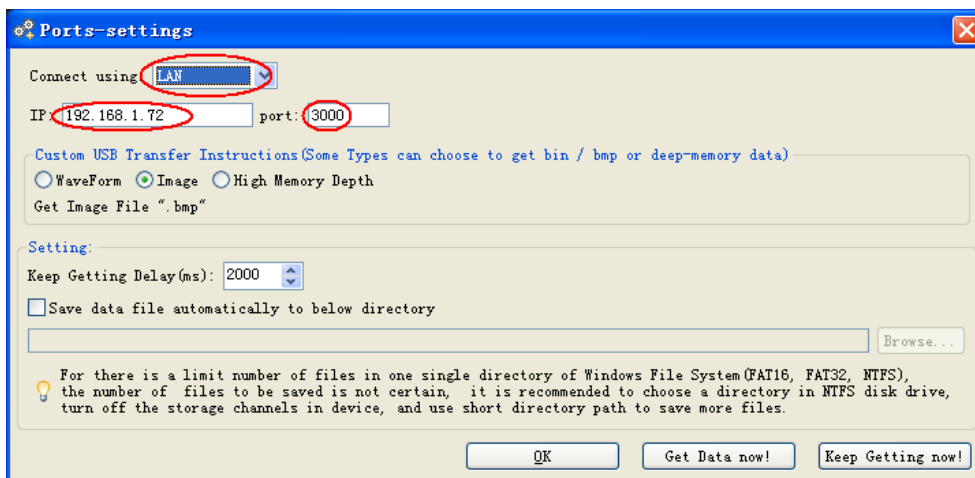 Ports-settings
Connect using: LAN
IP: 192.168.1.72 port: 3000
Custom USB Transfer Instructions(Some Types can choose to get bin / bmp or deep-memory data)
WaveForm Image High Memory Depth
Get Image File ".bmp"
Setting:
Keep Getting Delay(ms): 2000
Save data file automatically to below directory
Browse...
For there is a limit number of files in one single directory of Windows File System(FAT16, FAT32, NTFS),
the number of files to be saved is not certain, it is recommended to choose a directory in NTFS disk drive,
turn off the storage channels in device, and use short directory path to save more files.
OK Get Data now! Keep Getting now!